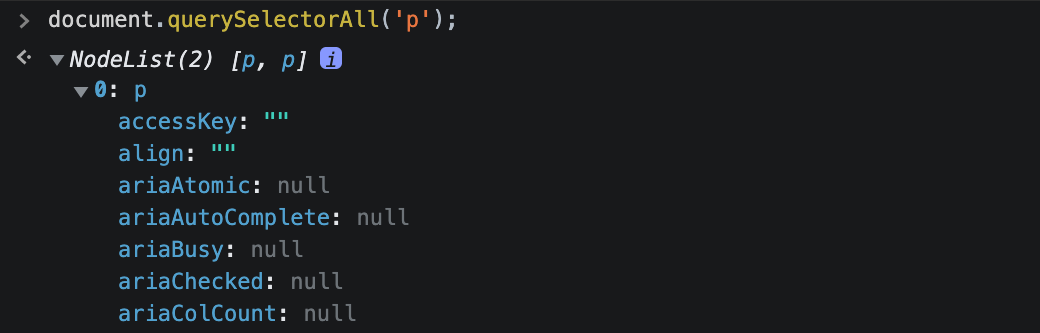 > document.querySelectorAll('p');
<· ▼NodeList(2) [p, p] i
▼0: p
accessKey: ""
align: ""
ariaAtomic: null
ariaAutoComplete: null
ariaBusy: null
ariaChecked: null
ariaColCount: null